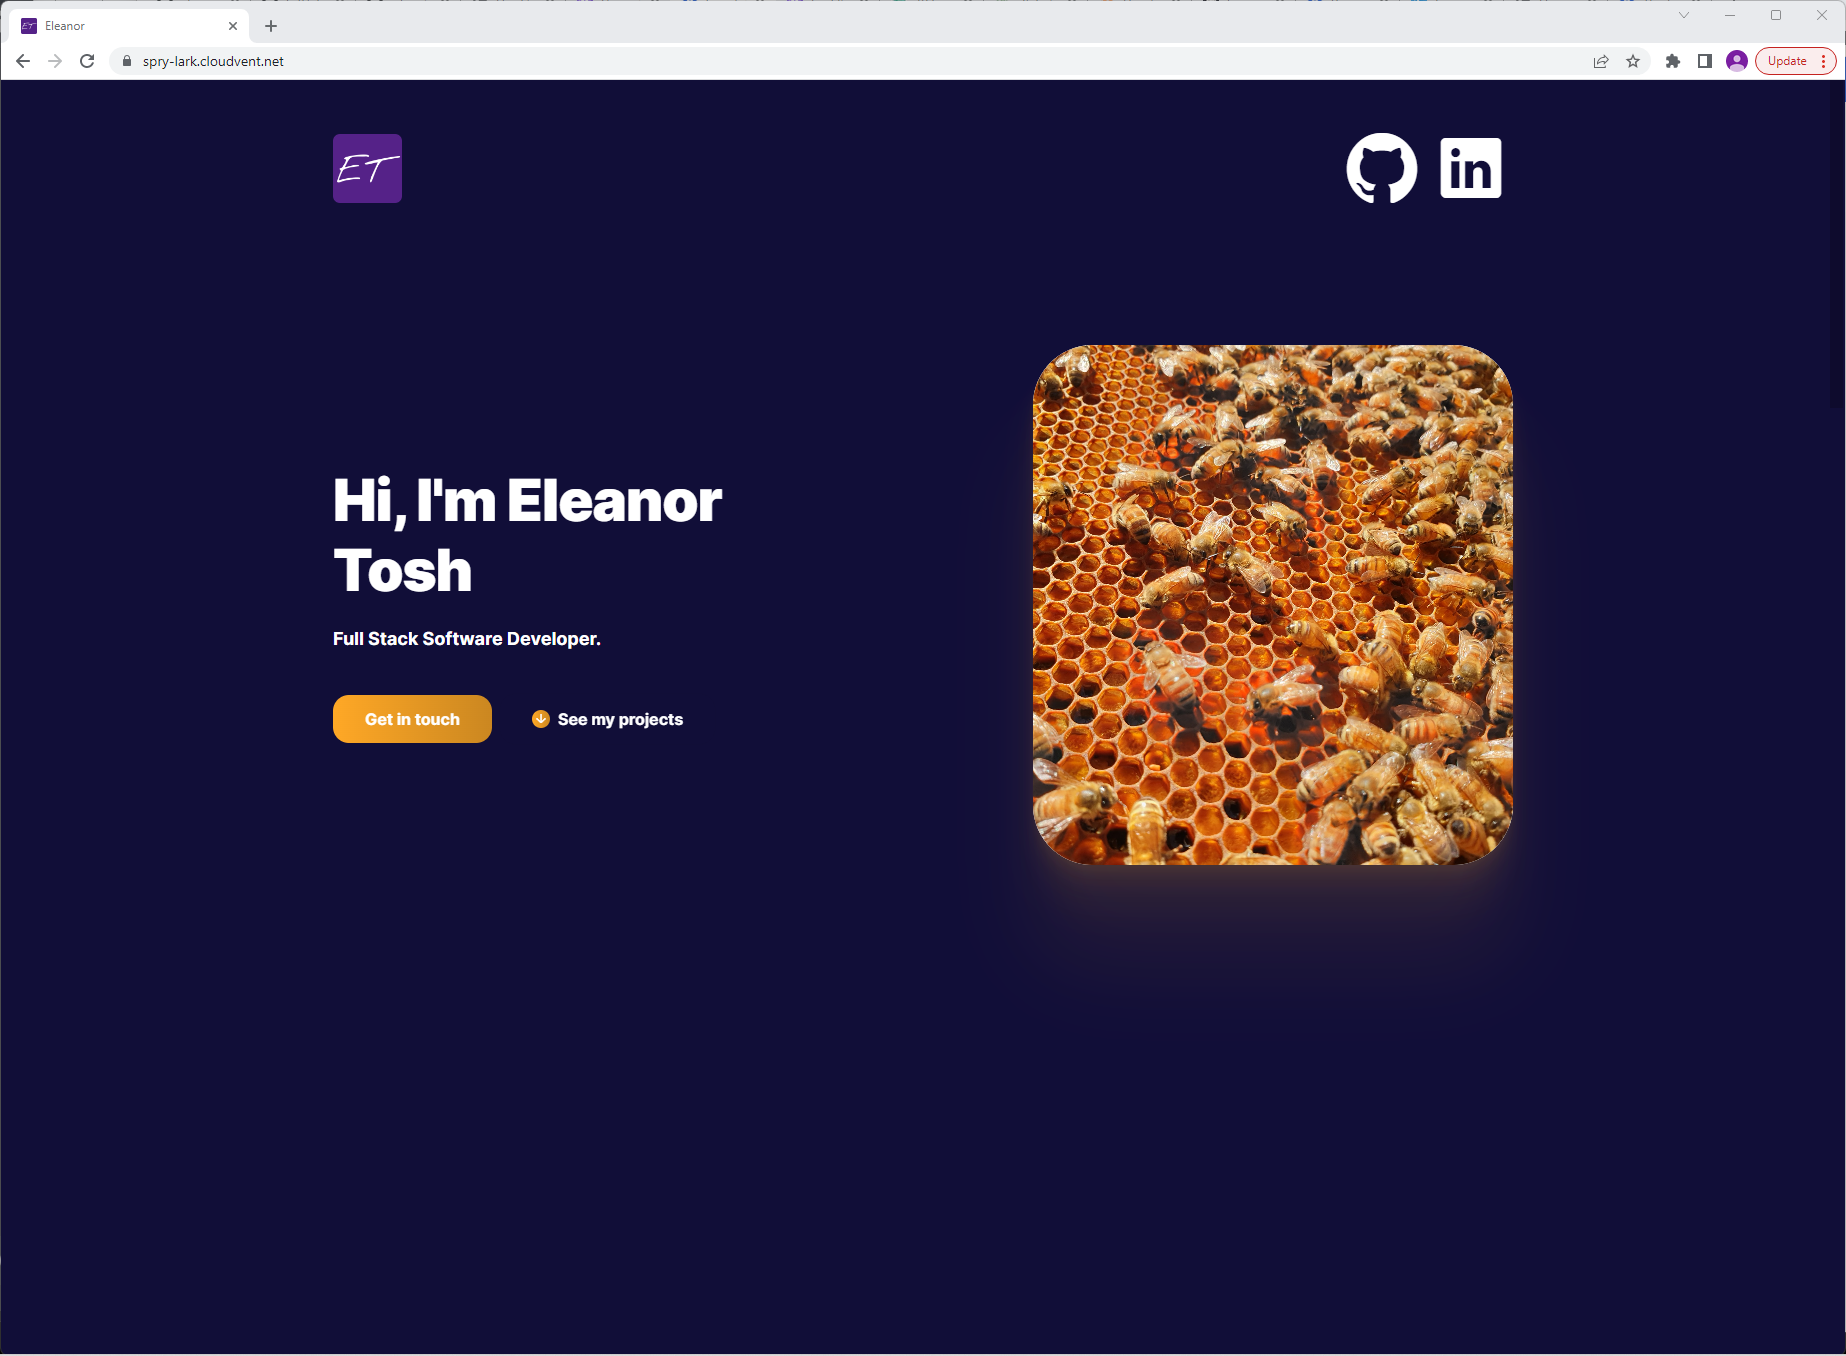 ET Eleanor
spry-lark.cloudvent.net
Update
ET
in
Hi, I'm Eleanor
Tosh
Full Stack Software Developer.
Get in touch
See my projects